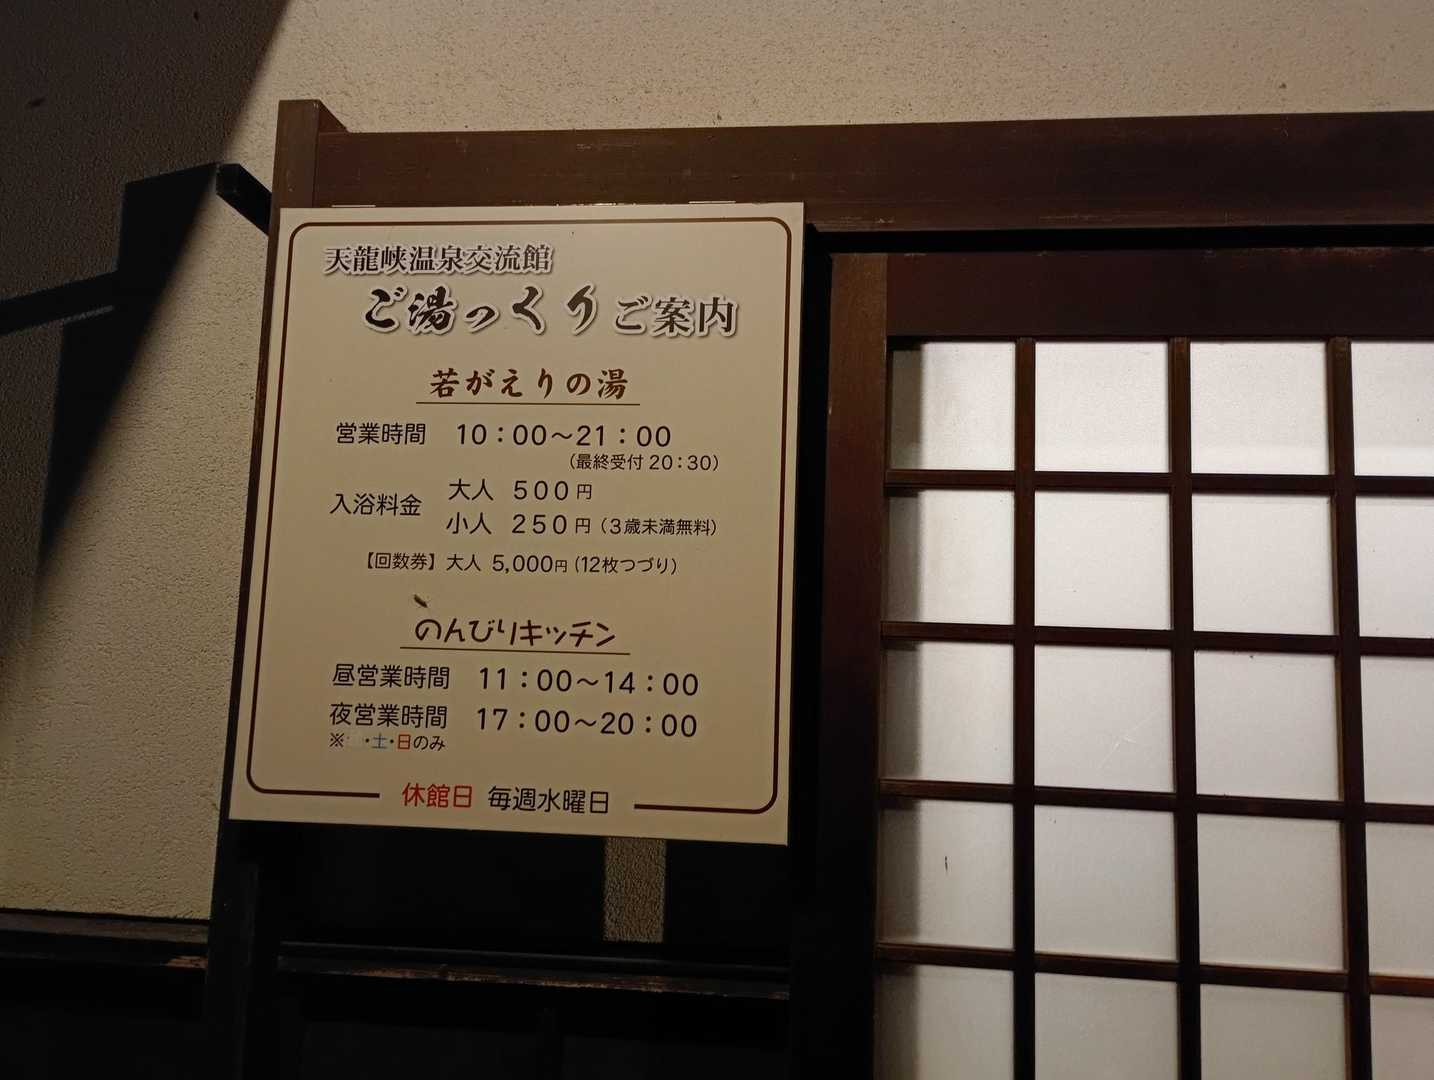 天龍峡温泉交流館
ご湯っくりご案内
若がえりの湯
営業時間 10：00～21：00
（最終受付 20：30）
入浴料金 大人 500円
小人 250円（3歳未満無料）
【回数券】大人 5,000円（12枚つづり）
のんびりキッチン
昼営業時間 11：00～14：00
夜営業時間 17：00～20：00
※・土・日のみ
休館日 毎週水曜日